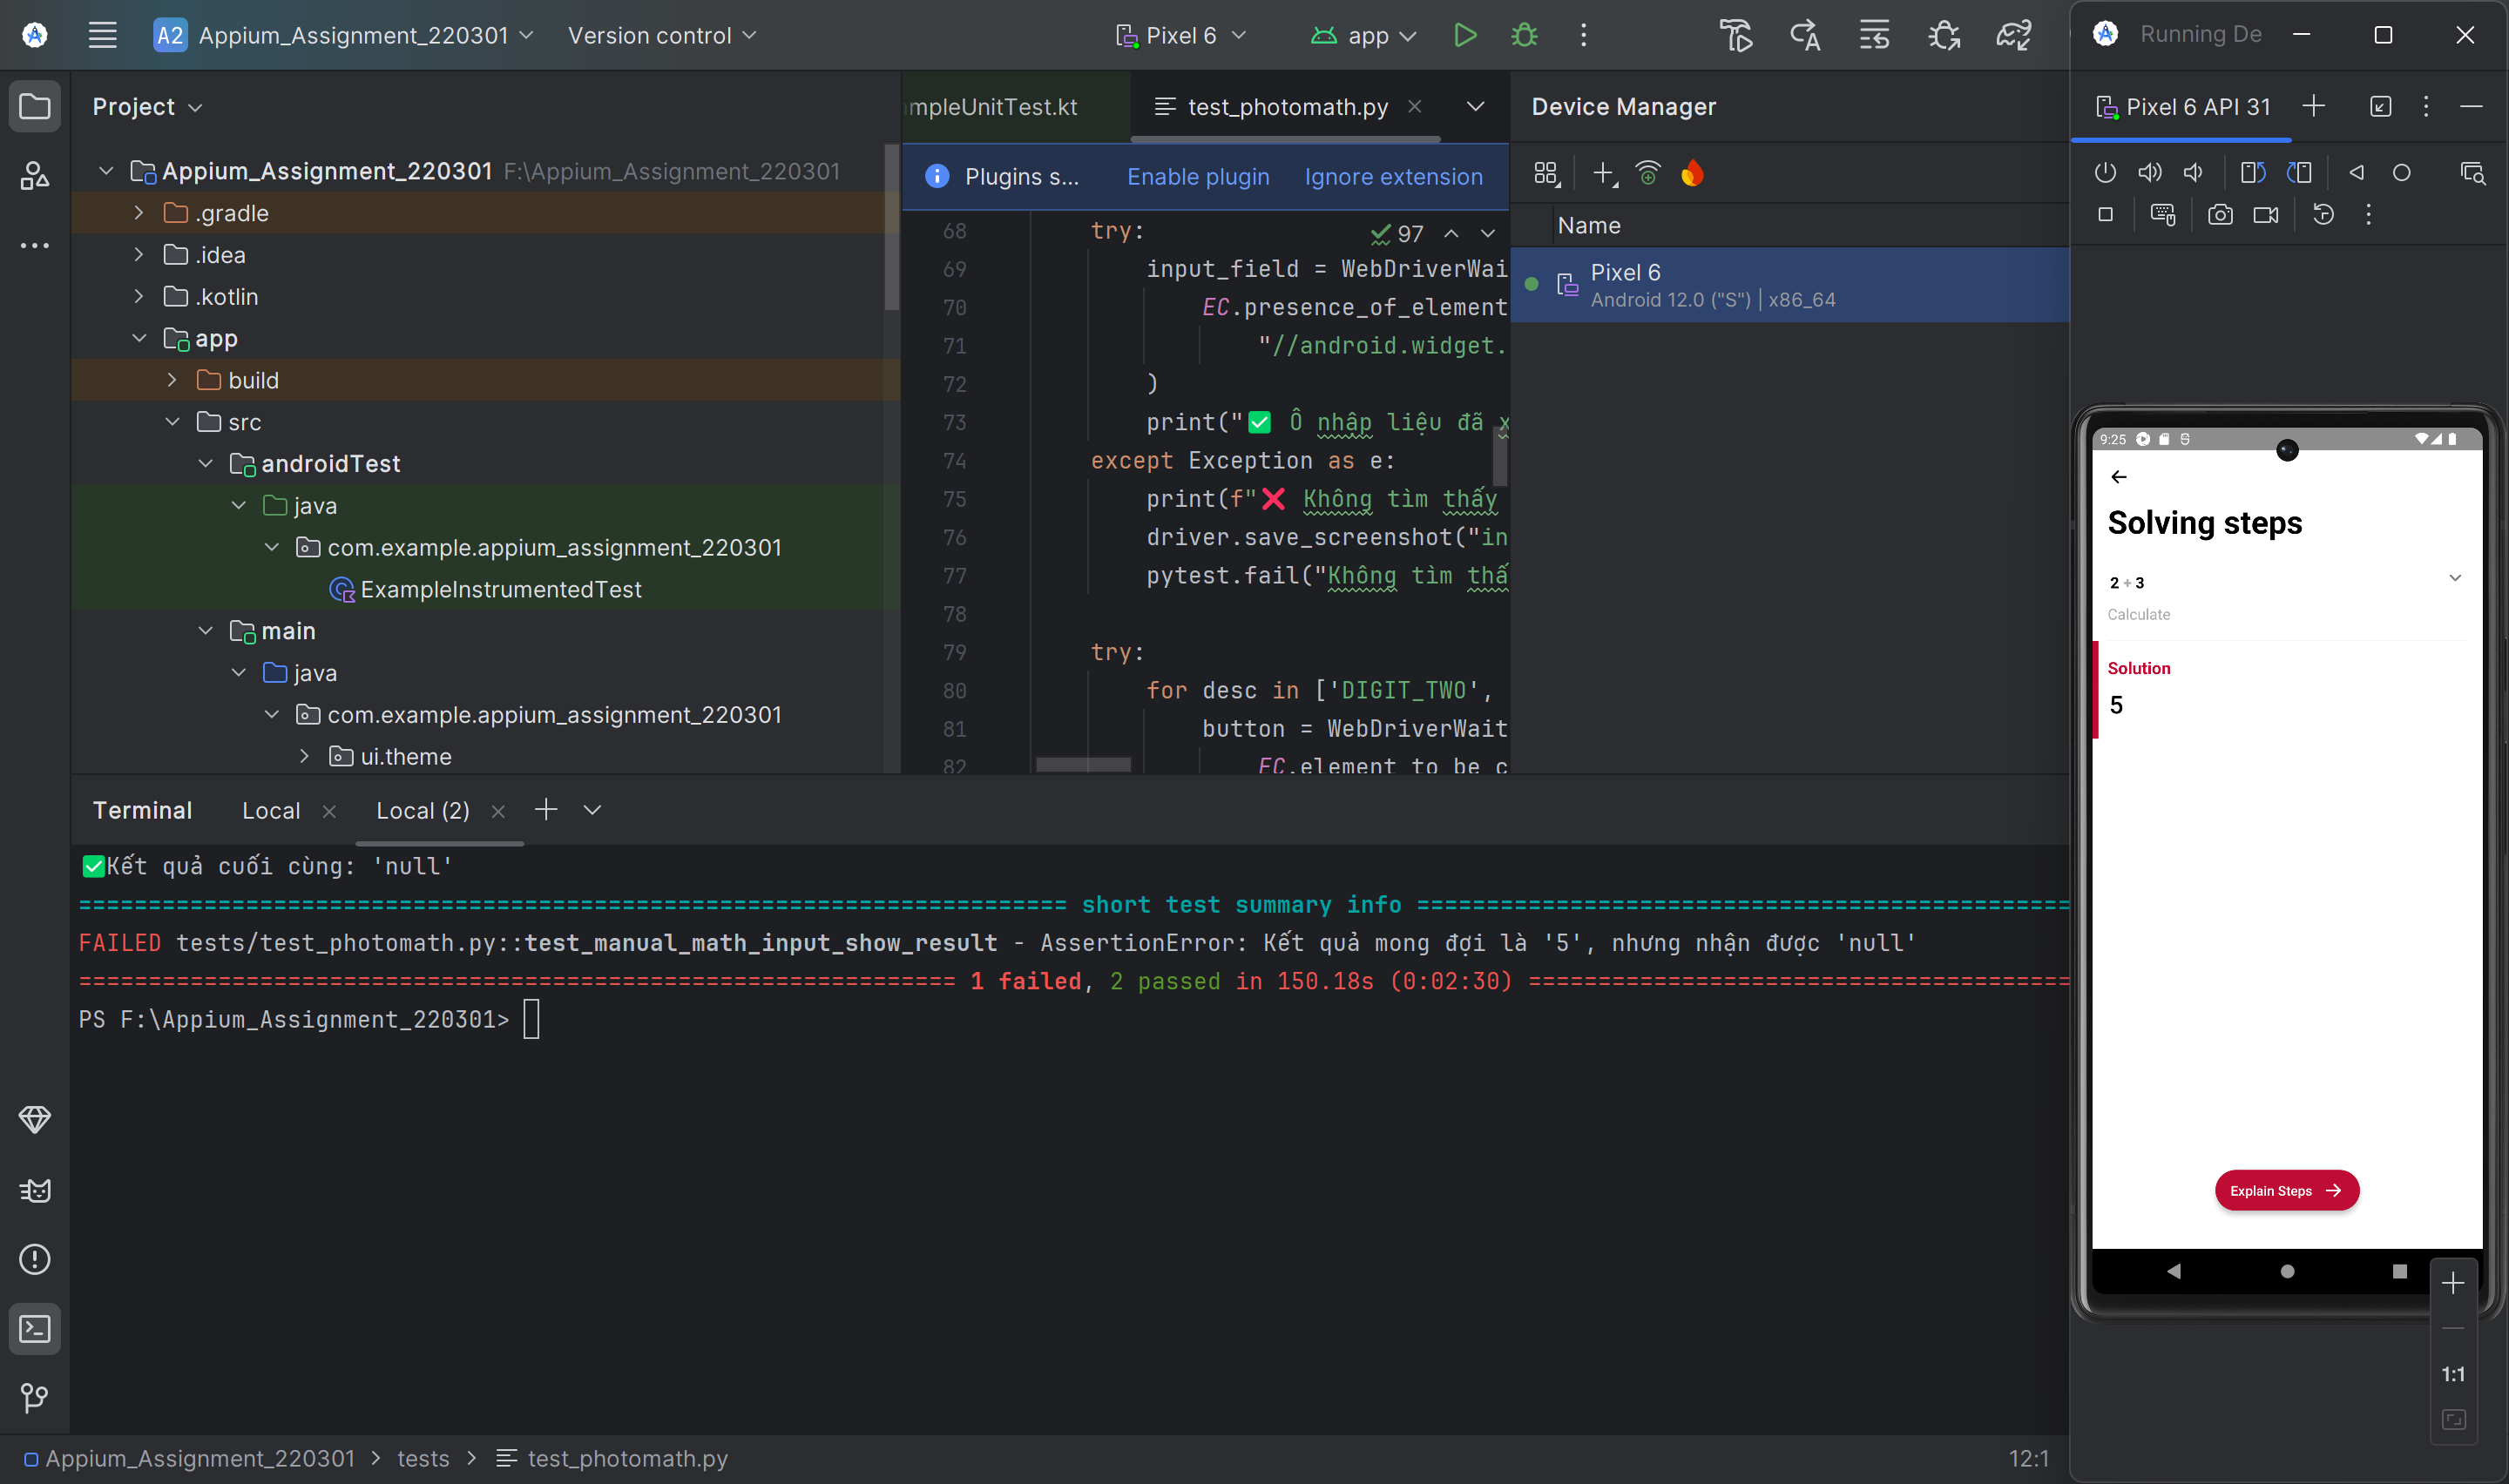 A2 Appium_Assignment_220301 Version control Pixel 6 app
Running De
Project
mpleUnitTest.kt test_photomath.py
Device Manager
Pixel 6 API 31
Appium_Assignment_220301 F:\Appium_Assignment_220301
.gradle
.idea
.kotlin
app
build
src
androidTest
java
com.example.appium_assignment_220301
ExampleInstrumentedTest
main
java
com.example.appium_assignment_220301
ui.theme
Plugins s... Enable plugin Ignore extension
97
68 try:
69 input_field = WebDriverWai
70 EC.presence_of_element
71 "//android.widget.
72 )
73 print("✅ Ô nhập liệu đã x
74 except Exception as e:
75 print(f"❌ Không tìm thấy
76 driver.save_screenshot("in
77 pytest.fail("Không tìm thấ
78
79 try:
80 for desc in ['DIGIT_TWO',
81 button = WebDriverWait
82 EC.element_to_be_c
Name
Pixel 6
Android 12.0 ("S") | x86_64
9:25
Solving steps
2 + 3
Calculate
Solution
5
Explain Steps
1:1
Terminal Local Local (2)
✅Kết quả cuối cùng: 'null'
short test summary info
FAILED tests/test_photomath.py::test_manual_math_input_show_result - AssertionError: Kết quả mong đợi là '5', nhưng nhận được 'null'
1 failed, 2 passed in 150.18s (0:02:30)
PS F:\Appium_Assignment_220301>
Appium_Assignment_220301 > tests > test_photomath.py
12:1